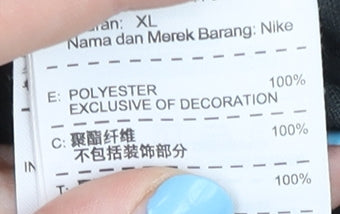 XL
Nama dan Merek Barang: Nike
E: POLYESTER 100%
EXCLUSIVE OF DECORATION
C: 聚酯纤维 100%
不包括装饰部分
IN
T: 100%